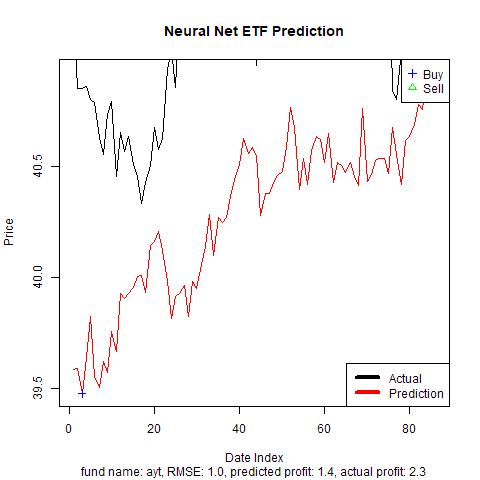 Neural Net ETF Prediction
Buy
Sell
Price
40.5
40.0
39.5
Actual
Prediction
0 20 40 60 80
Date Index
fund name: ayt, RMSE: 1.0, predicted profit: 1.4, actual profit: 2.3